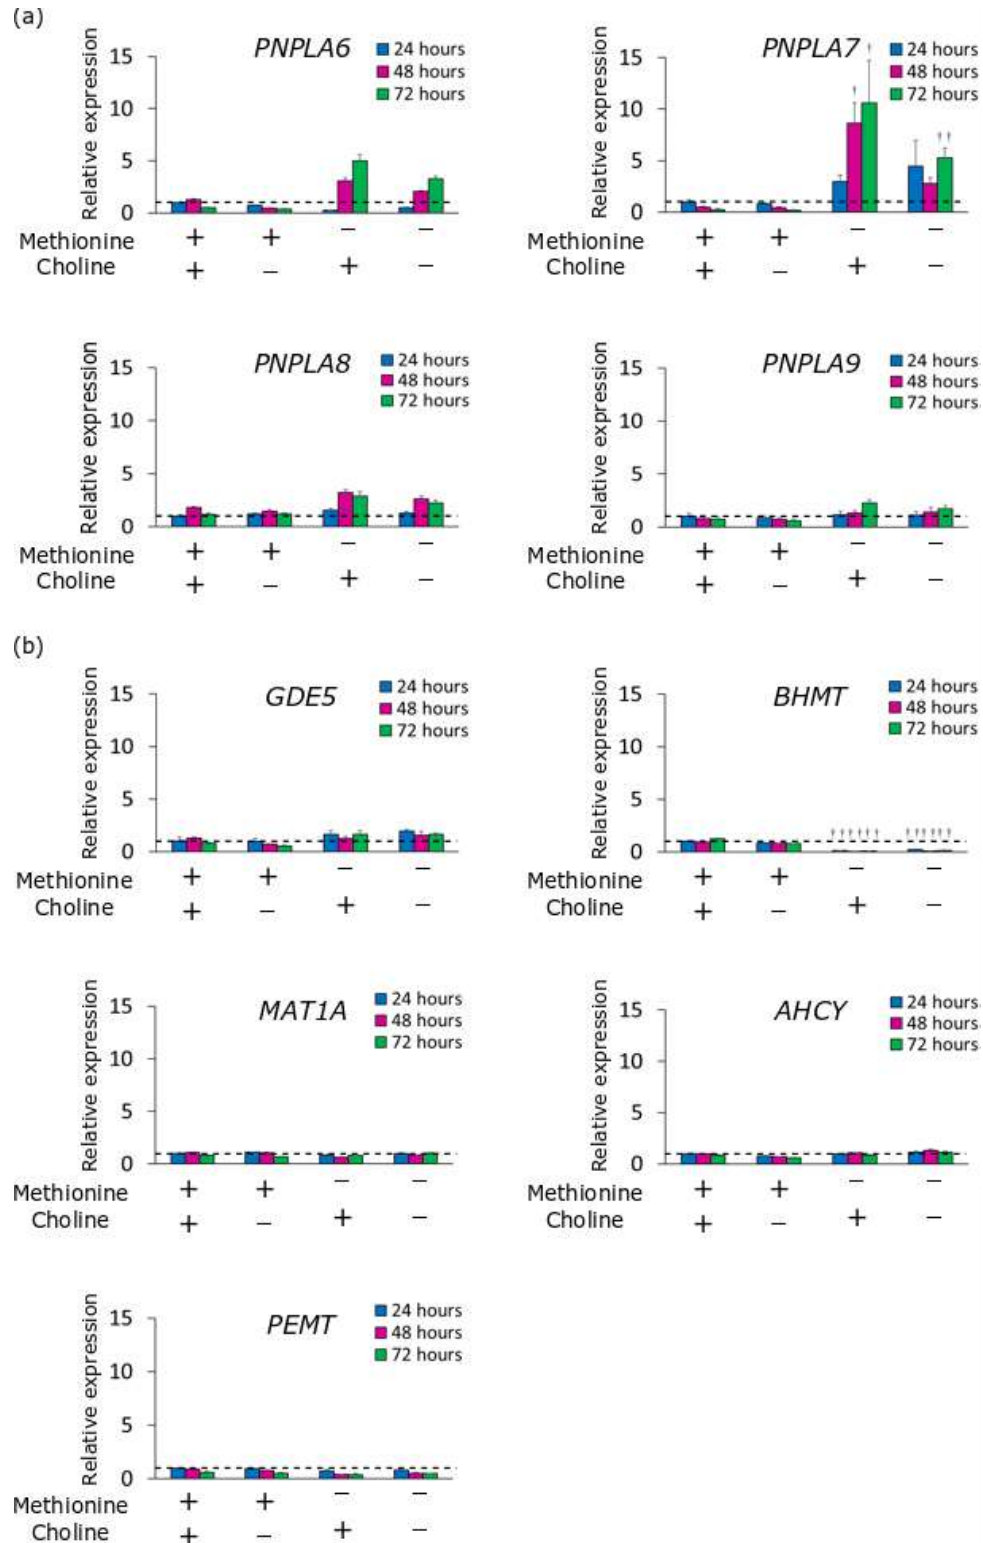 (a)
PNPLA6
24 hours
48 hours
72 hours
Relative expression
15
10
5
0
Methionine + + − −
Choline + − + −
PNPLA7
24 hours
48 hours
72 hours
Relative expression
15
10
5
0
† † ††
Methionine + + − −
Choline + − + −
PNPLA8
24 hours
48 hours
72 hours
Relative expression
15
10
5
0
Methionine + + − −
Choline + − + −
PNPLA9
24 hours
48 hours
72 hours
Relative expression
15
10
5
0
Methionine + + − −
Choline + − + −
(b)
GDE5
24 hours
48 hours
72 hours
Relative expression
15
10
5
0
Methionine + + − −
Choline + − + −
BHMT
24 hours
48 hours
72 hours
Relative expression
15
10
5
0
†††††† ††††††
Methionine + + − −
Choline + − + −
MAT1A
24 hours
48 hours
72 hours
Relative expression
15
10
5
0
Methionine + + − −
Choline + − + −
AHCY
24 hours
48 hours
72 hours
Relative expression
15
10
5
0
Methionine + + − −
Choline + − + −
PEMT
24 hours
48 hours
72 hours
Relative expression
15
10
5
0
Methionine + + − −
Choline + − + −